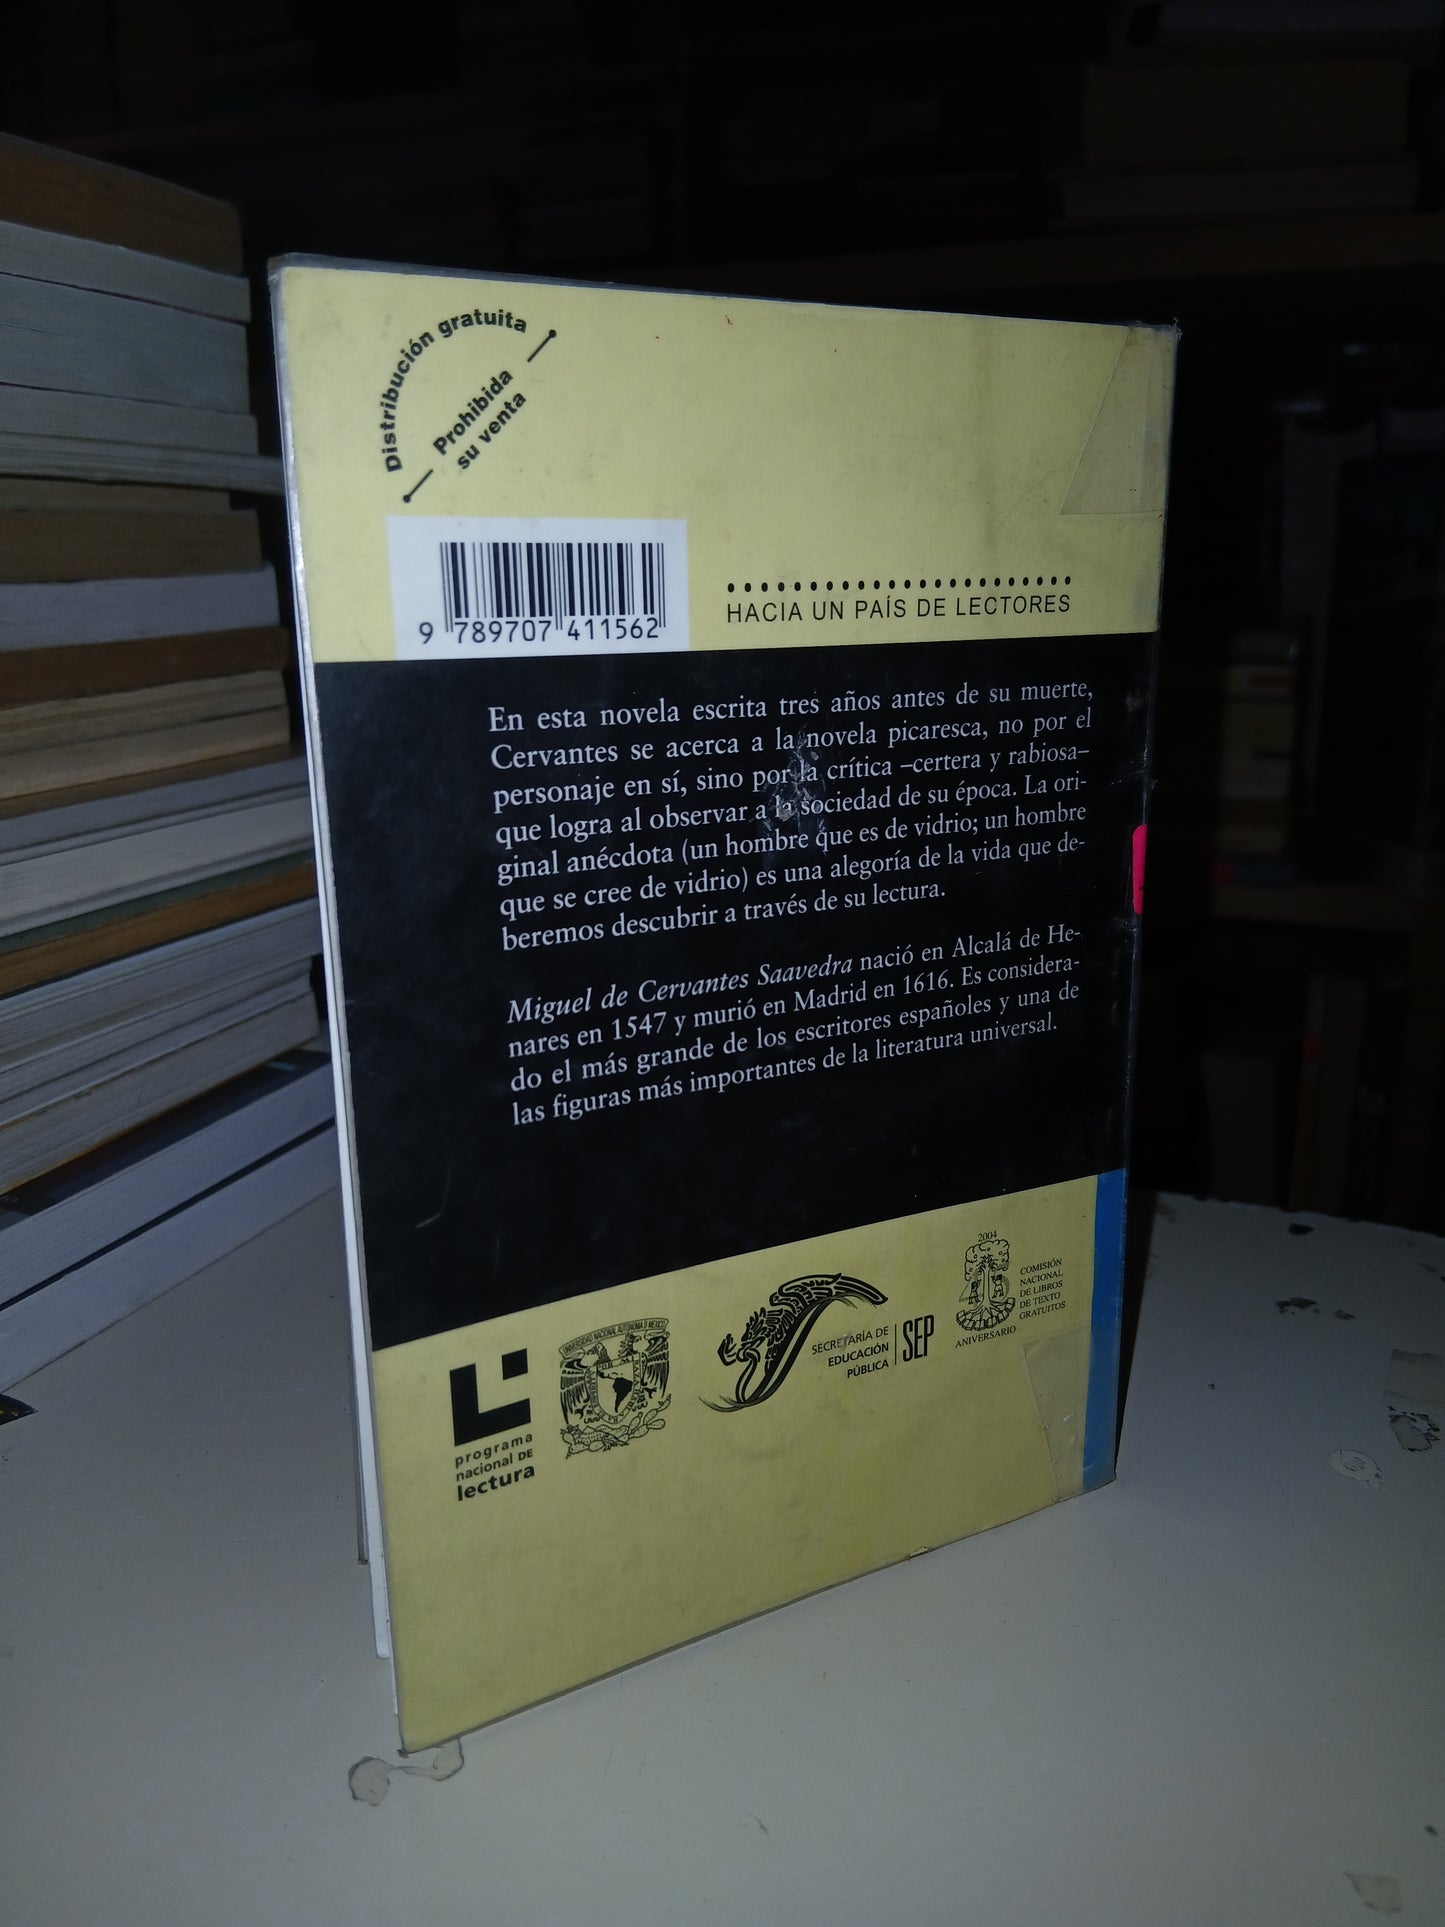 Distribución gratuita
Prohibida
su venta
9 789707 411562
HACIA UN PAÍS DE LECTORES
En esta novela escrita tres años antes de su muerte,
Cervantes se acerca a la novela picaresca, no por el
personaje en sí, sino por la crítica –certera y rabiosa–
que logra al observar a la sociedad de su época. La ori-
ginal anécdota (un hombre que es de vidrio; un hombre
que se cree de vidrio) es una alegoría de la vida que de-
beremos descubrir a través de su lectura.
Miguel de Cervantes Saavedra nació en Alcalá de He-
nares en 1547 y murió en Madrid en 1616. Es considera-
do el más grande de los escritores españoles y una de
las figuras más importantes de la literatura universal.
programa
nacional DE
lectura
UNIVERSIDAD NACIONAL AUTONOMA D MEXICO
SECRETARÍA DE
EDUCACIÓN
PÚBLICA
SEP
2004
ANIVERSARIO
COMISIÓN
NACIONAL
DE LIBROS
DE TEXTO
GRATUITOS